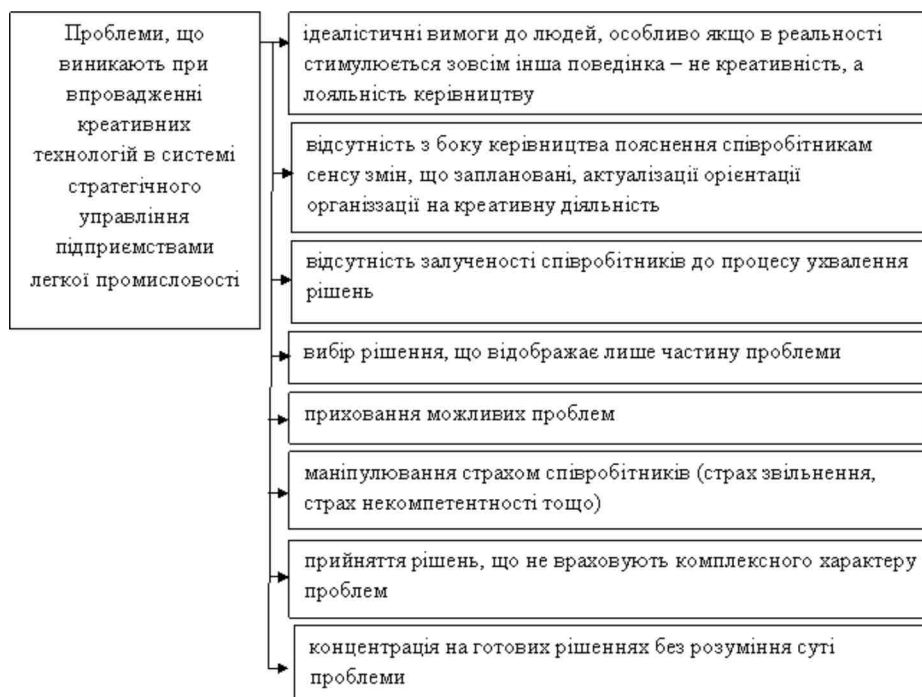 Проблеми, що
виникають при
впровадженні
креативних
технологій в системі
стратегічного
управління
підприємствами
легкої промисловості
ідеалістичні вимоги до людей, особливо якщо в реальності
стимулюється зовсім інша поведінка – не креативність, а
лояльність керівництву
відсутність з боку керівництва пояснення співробітникам
сенсу змін, що заплановані, актуалізації орієнтації
організзації на креативну діяльність
відсутність залученості співробітників до процесу ухвалення
рішень
вибір рішення, що відображає лише частину проблеми
приховання можливих проблем
маніпулювання страхом співробітників (страх звільнення,
страх некомпетентності тощо)
прийняття рішень, що не враховують комплексного характеру
проблем
концентрація на готових рішеннях без розуміння суті
проблеми